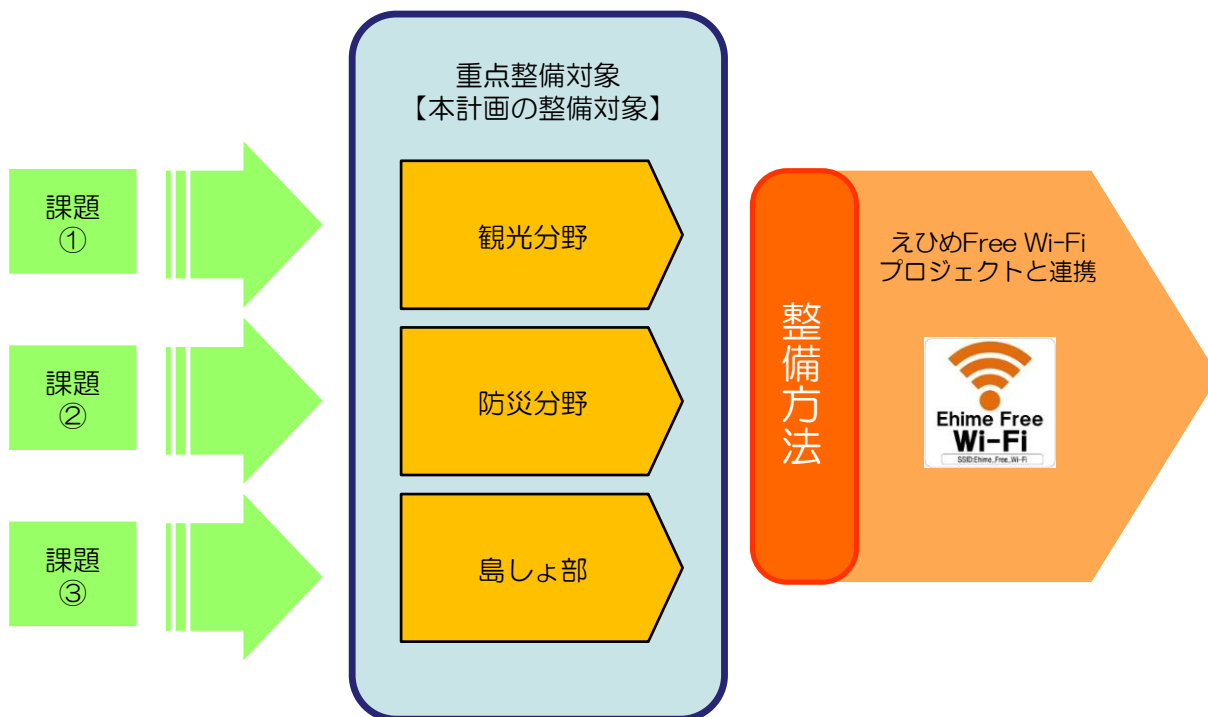 重点整備対象
【本計画の整備対象】
課題
①
観光分野
課題
②
防災分野
課題
③
島しょ部
整備方法
えひめFree Wi-Fi
プロジェクトと連携
Ehime Free
Wi-Fi
SSID:Ehime_Free_Wi-Fi